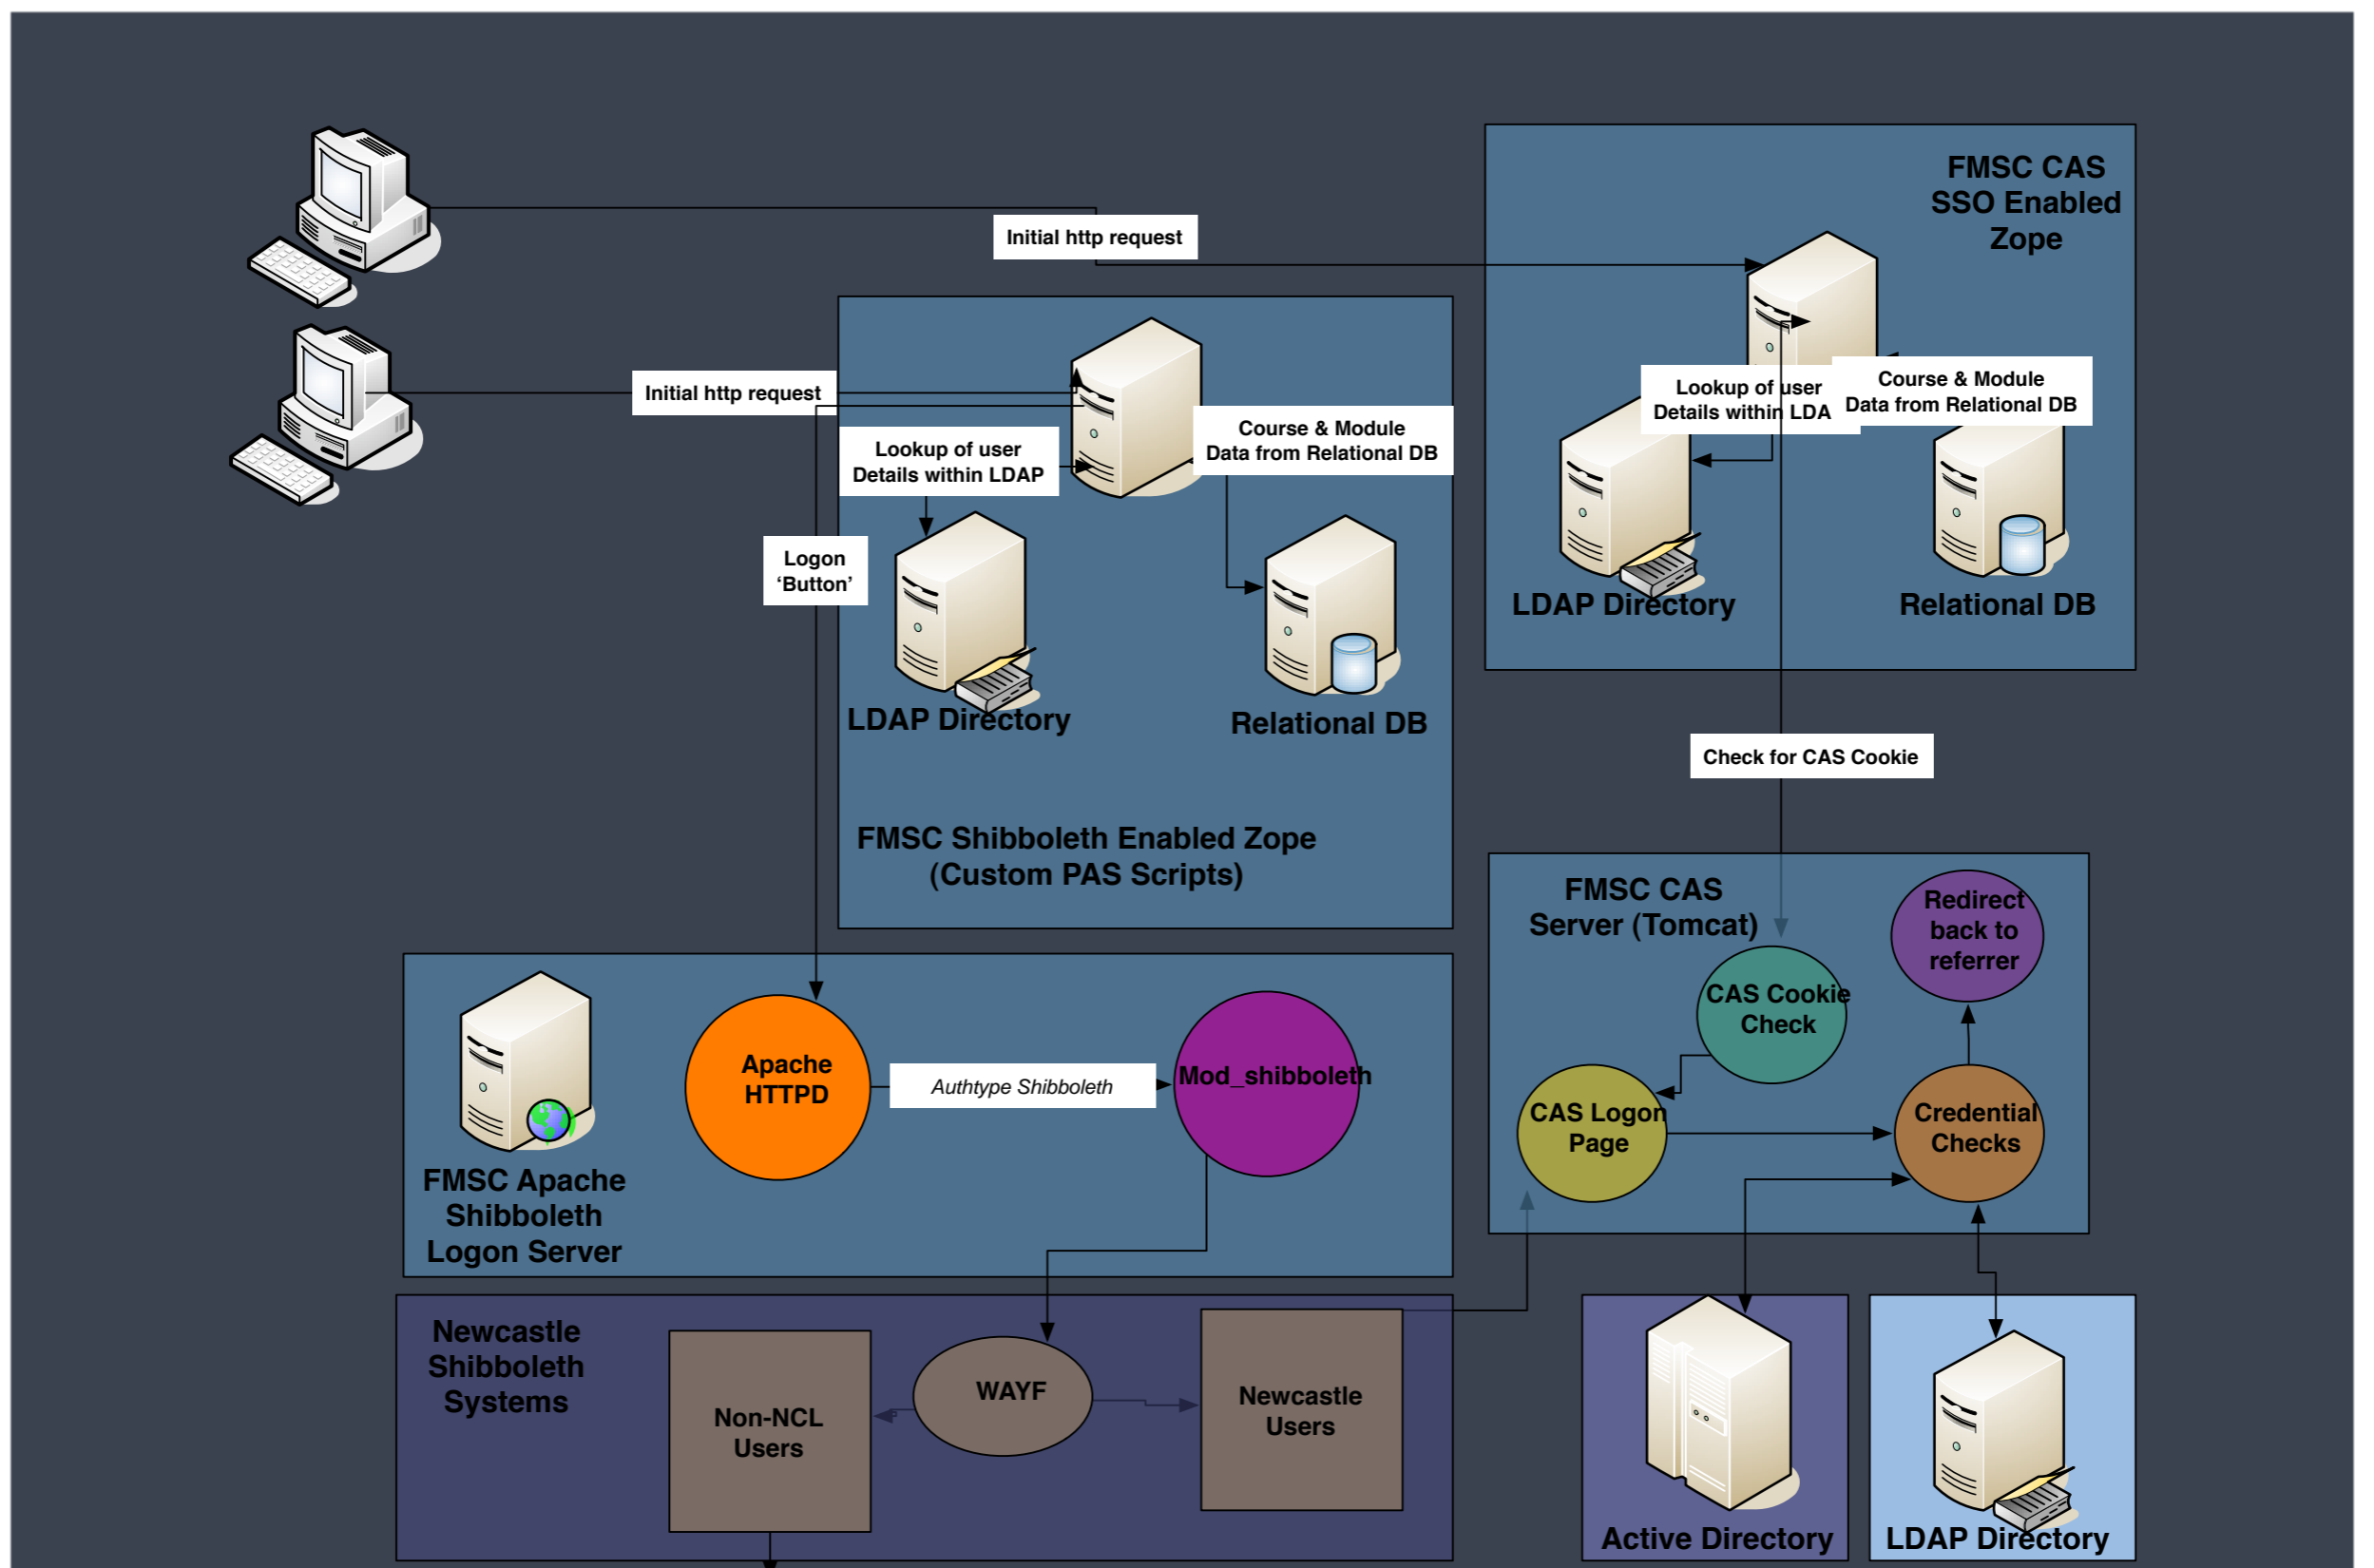 FMSC CAS
SSO Enabled
Zope
Initial http request
Initial http request
Lookup of user
Details within LDA
Course & Module
Data from Relational DB
Lookup of user
Details within LDAP
Course & Module
Data from Relational DB
Logon
‘Button’
LDAP Directory
Relational DB
LDAP Directory
Relational DB
Check for CAS Cookie
FMSC Shibboleth Enabled Zope
(Custom PAS Scripts)
FMSC CAS
Server (Tomcat)
Redirect
back to
referrer
CAS Cookie
Check
Apache
HTTPD
Authtype Shibboleth
Mod_shibboleth
CAS Logon
Page
Credential
Checks
FMSC Apache
Shibboleth
Logon Server
Newcastle
Shibboleth
Systems
Non-NCL
Users
WAYF
Newcastle
Users
Active Directory
LDAP Directory